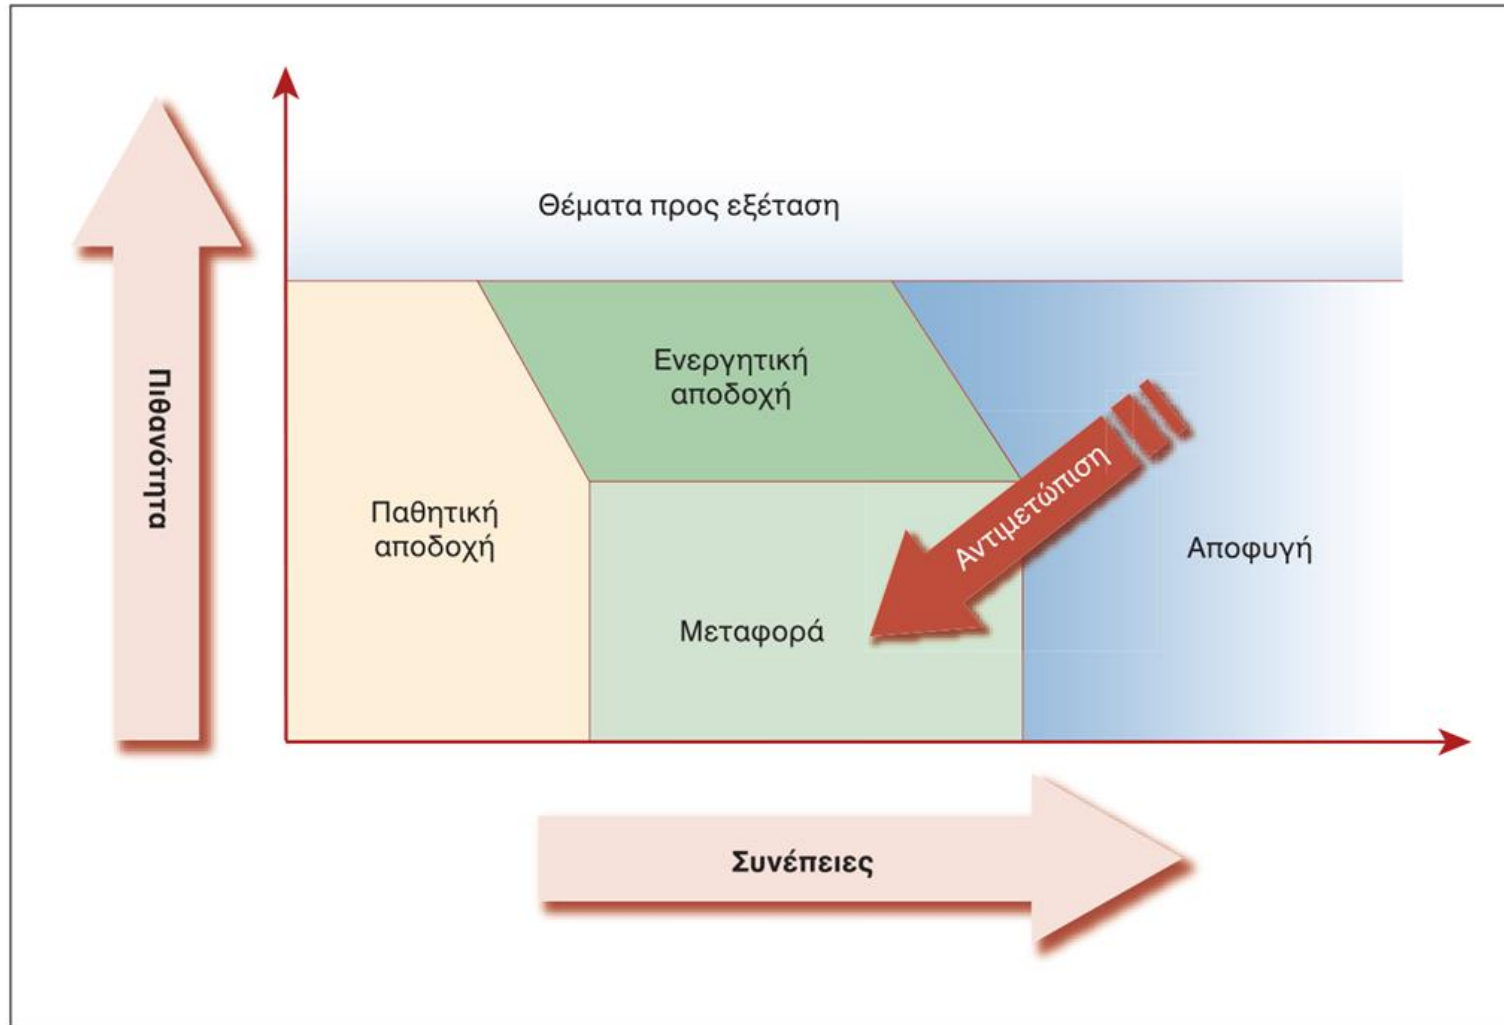 Θέματα προς εξέταση
Πιθανότητα
Ενεργητική
αποδοχή
Παθητική
αποδοχή
Αντιμετώπιση
Αποφυγή
Μεταφορά
Συνέπειες